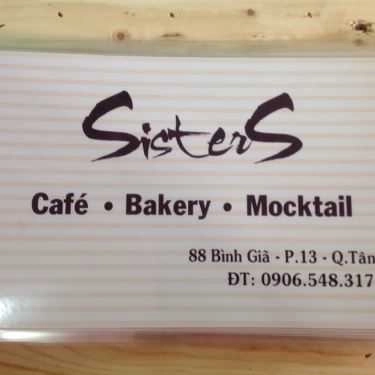 SisterS
Café • Bakery • Mocktail
88 Bình Giã - P.13 - Q.Tân
ĐT: 0906.548.317